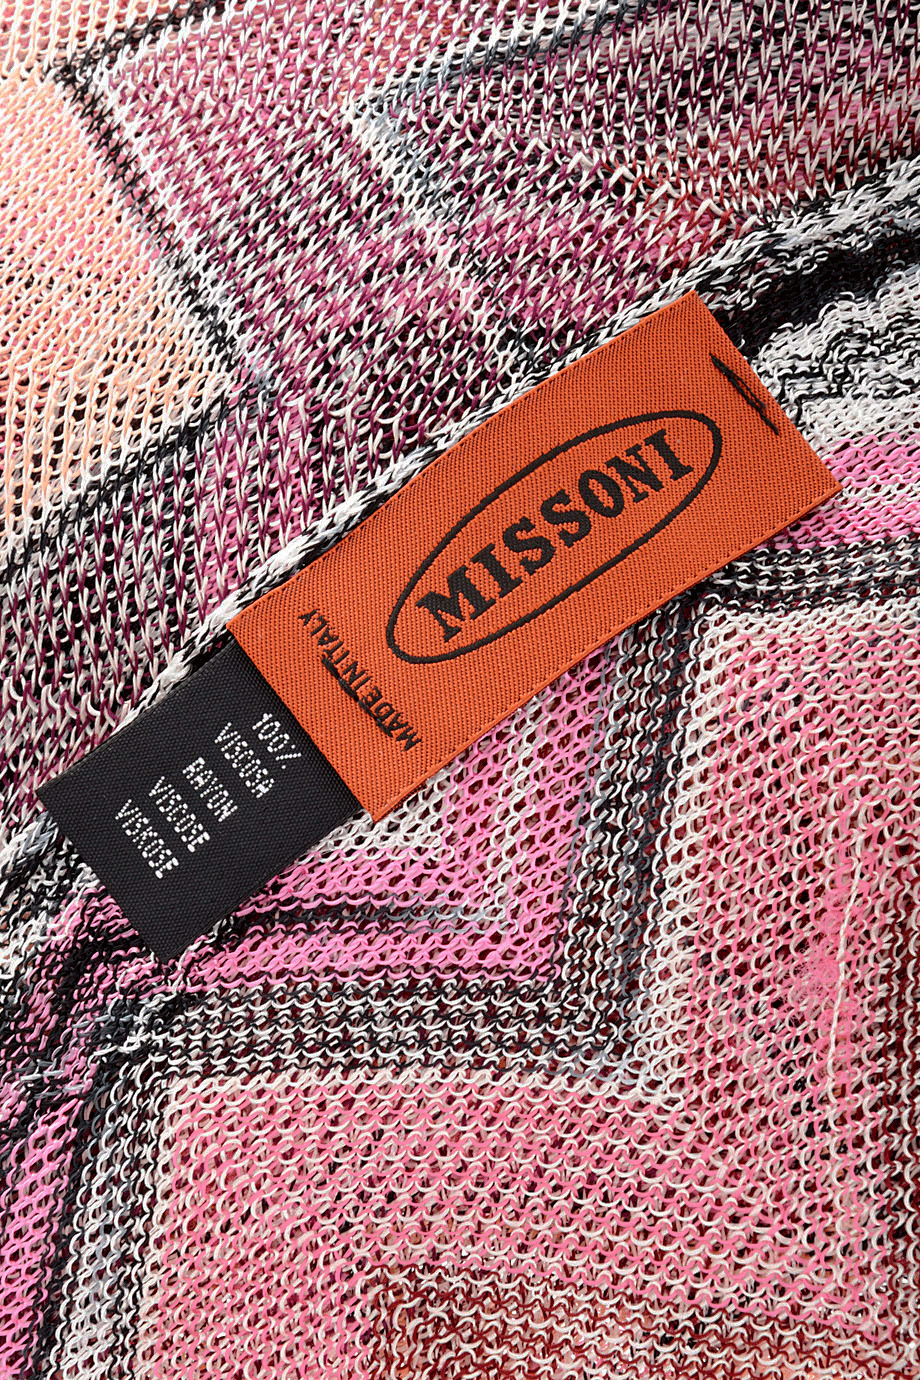 MISSONI
MADE IN ITALY
100%
VISCOSA
RAYON
VISCOSE
VISKOSE